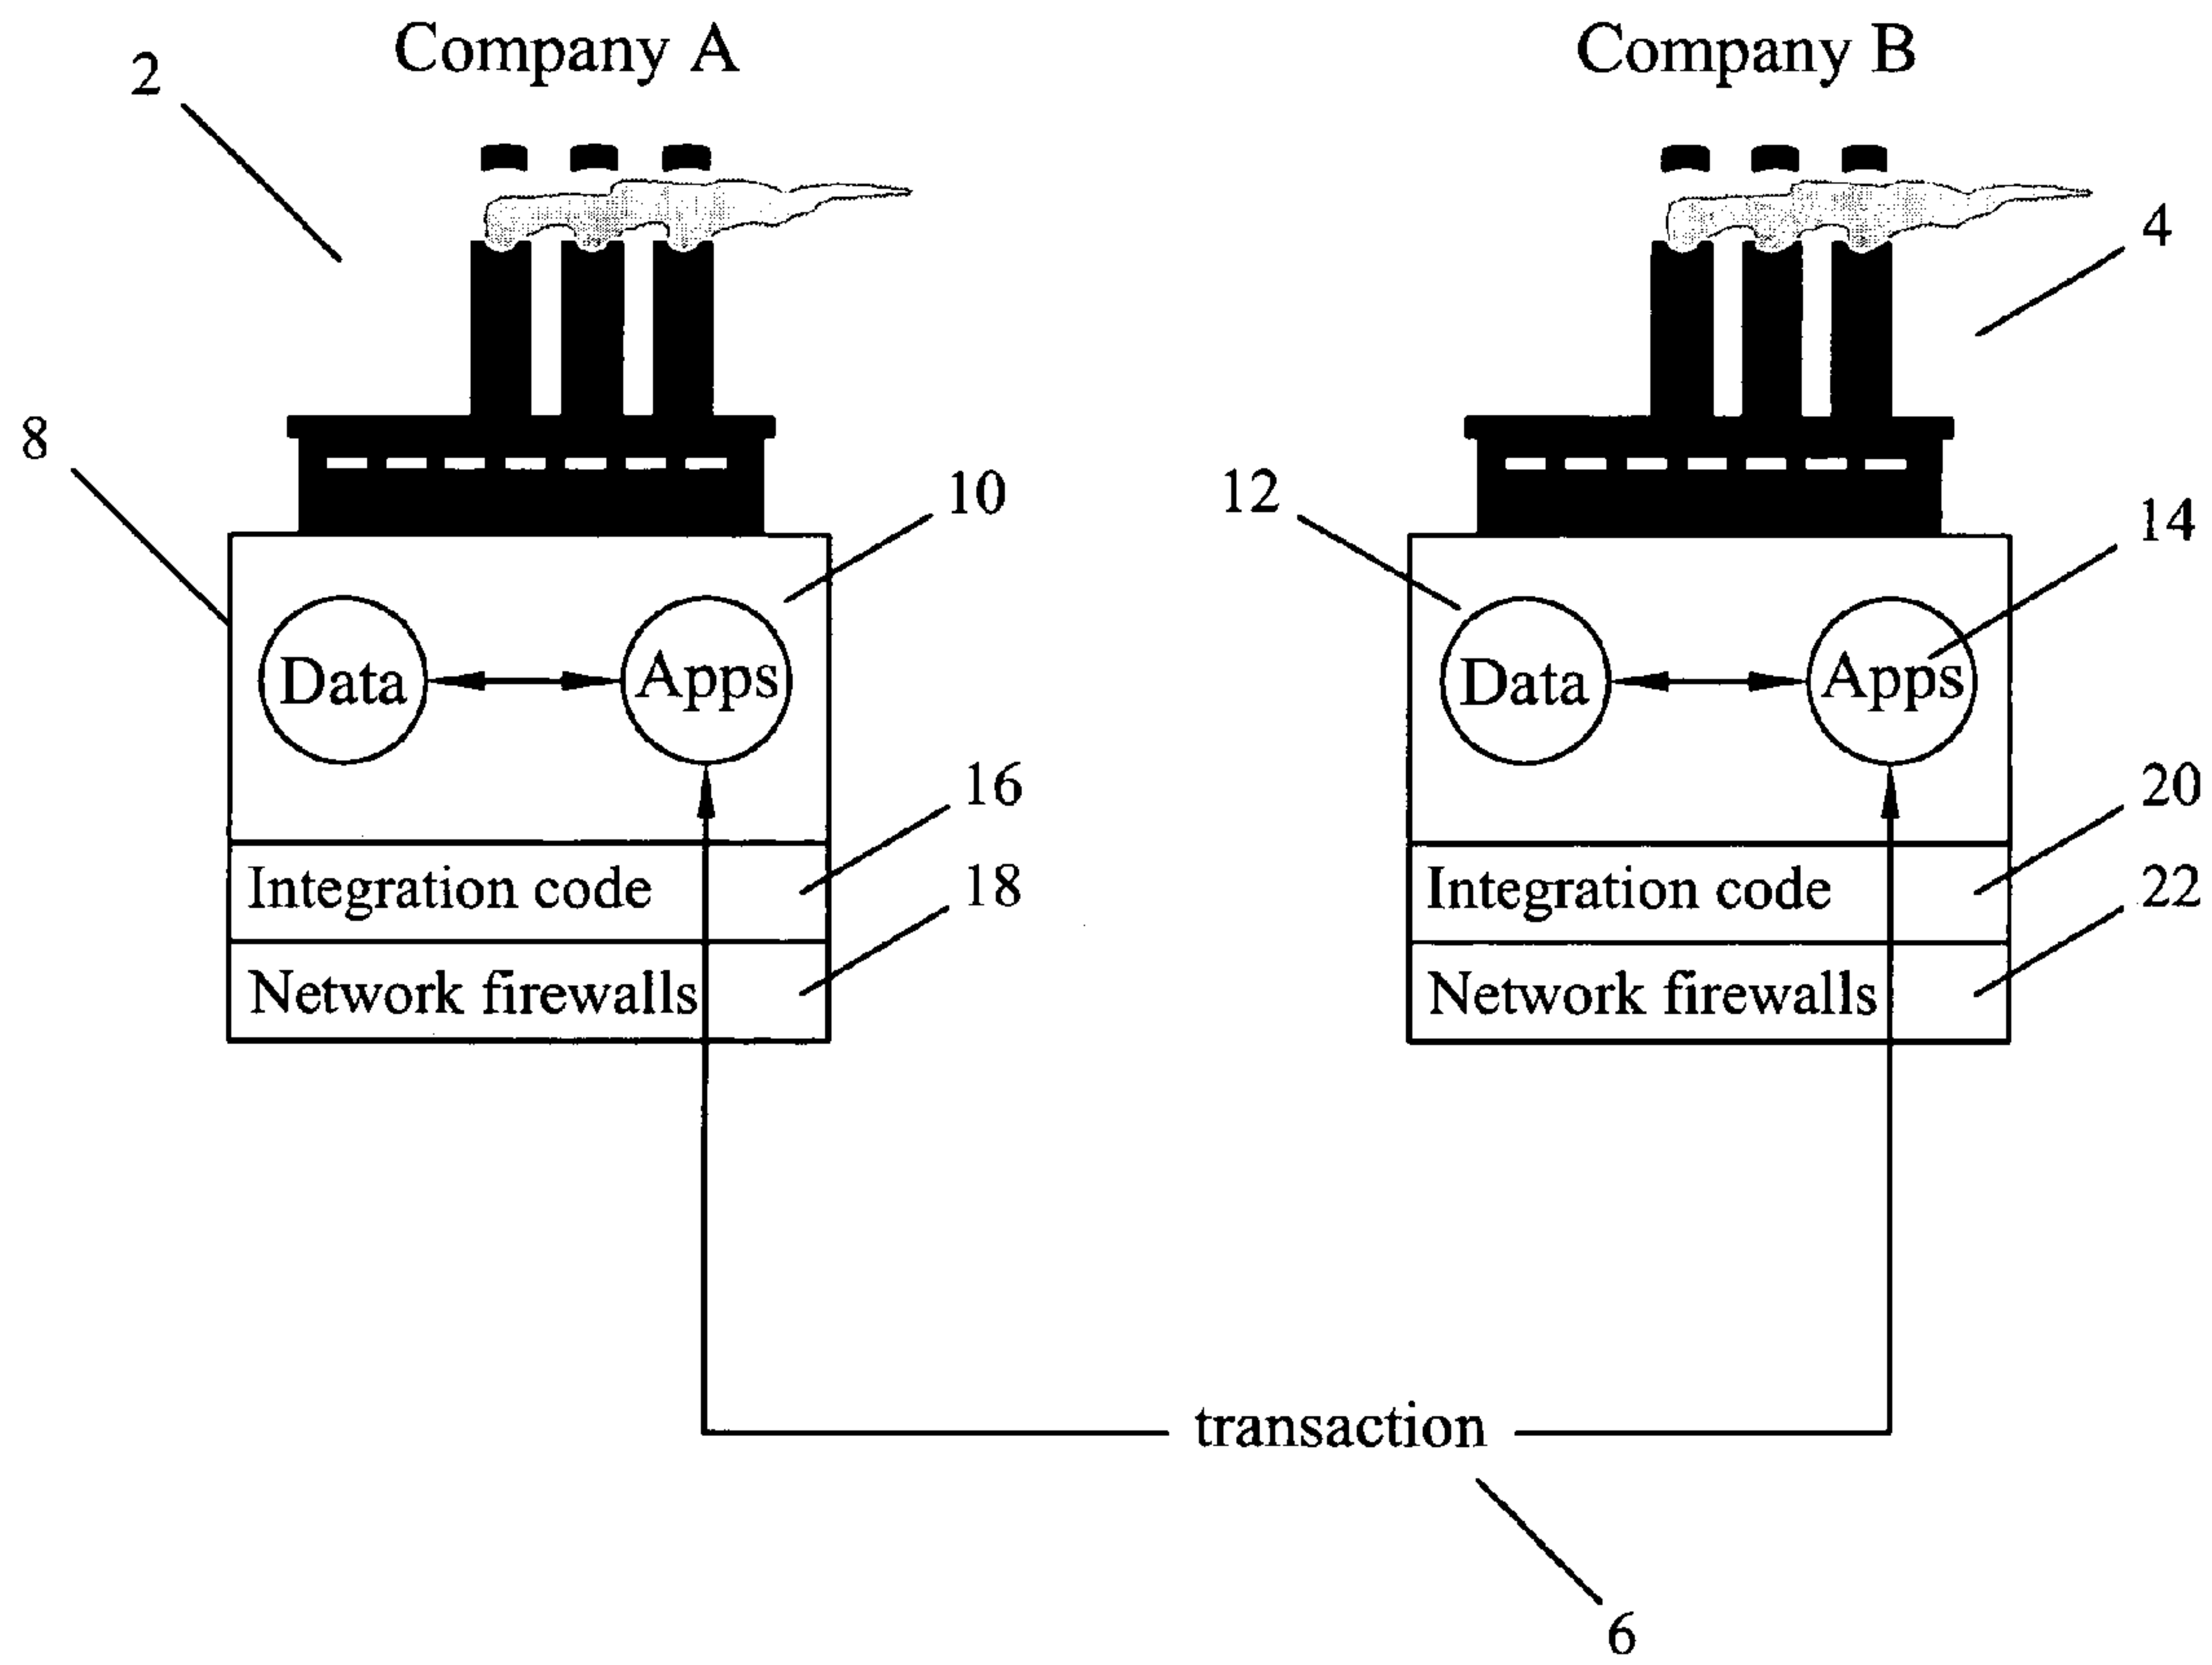 Company A
Company B
2
4
8
10
12
14
Data
Apps
Data
Apps
16
20
Integration code
18
Integration code
22
Network firewalls
Network firewalls
transaction
6